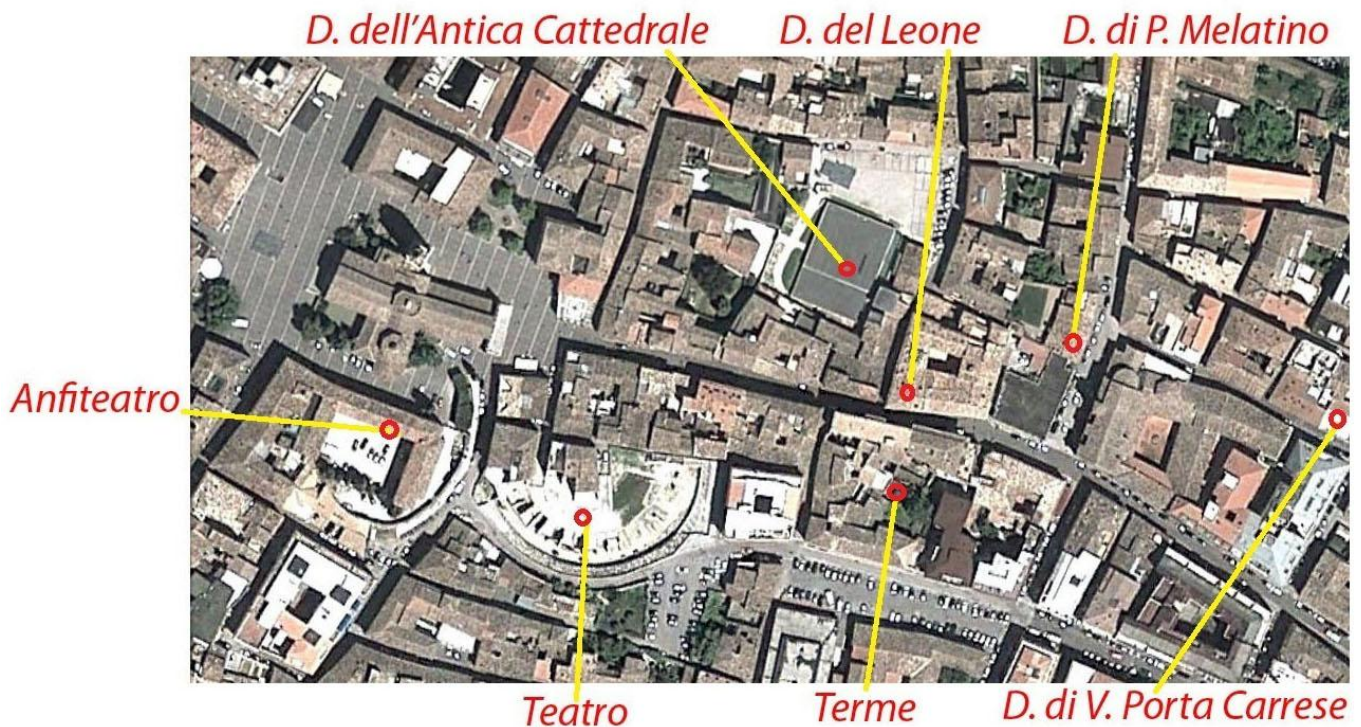 D. dell'Antica Cattedrale
D. del Leone
D. di P. Melatino
Anfiteatro
Teatro
Terme
D. di V. Porta Carrese